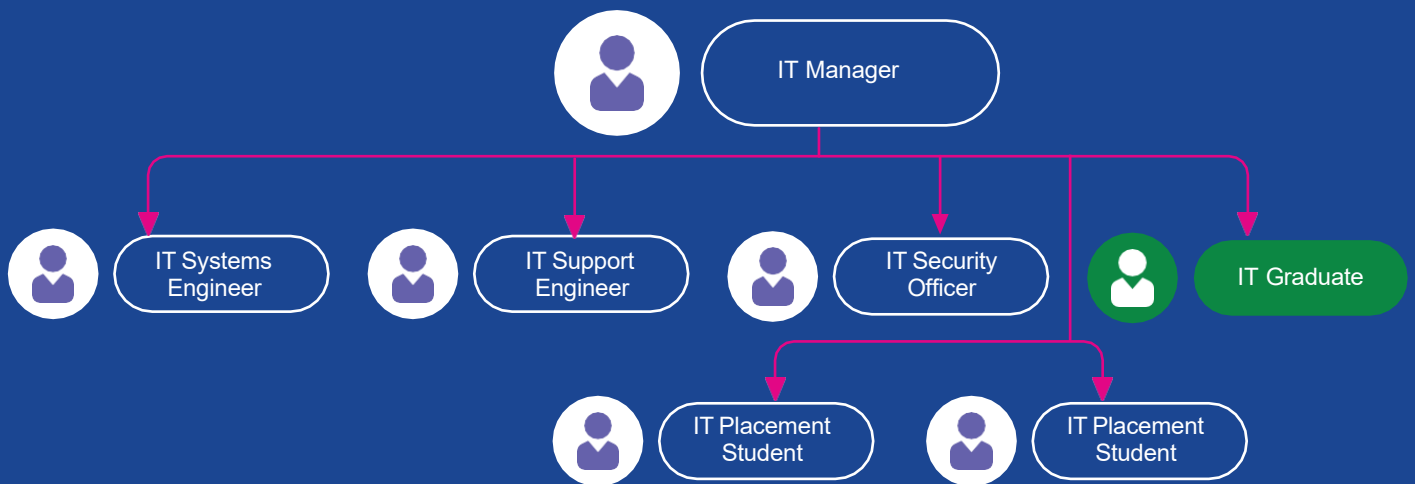 IT Manager
IT Systems
Engineer
IT Support
Engineer
IT Security
Officer
IT Graduate
IT Placement
Student
IT Placement
Student